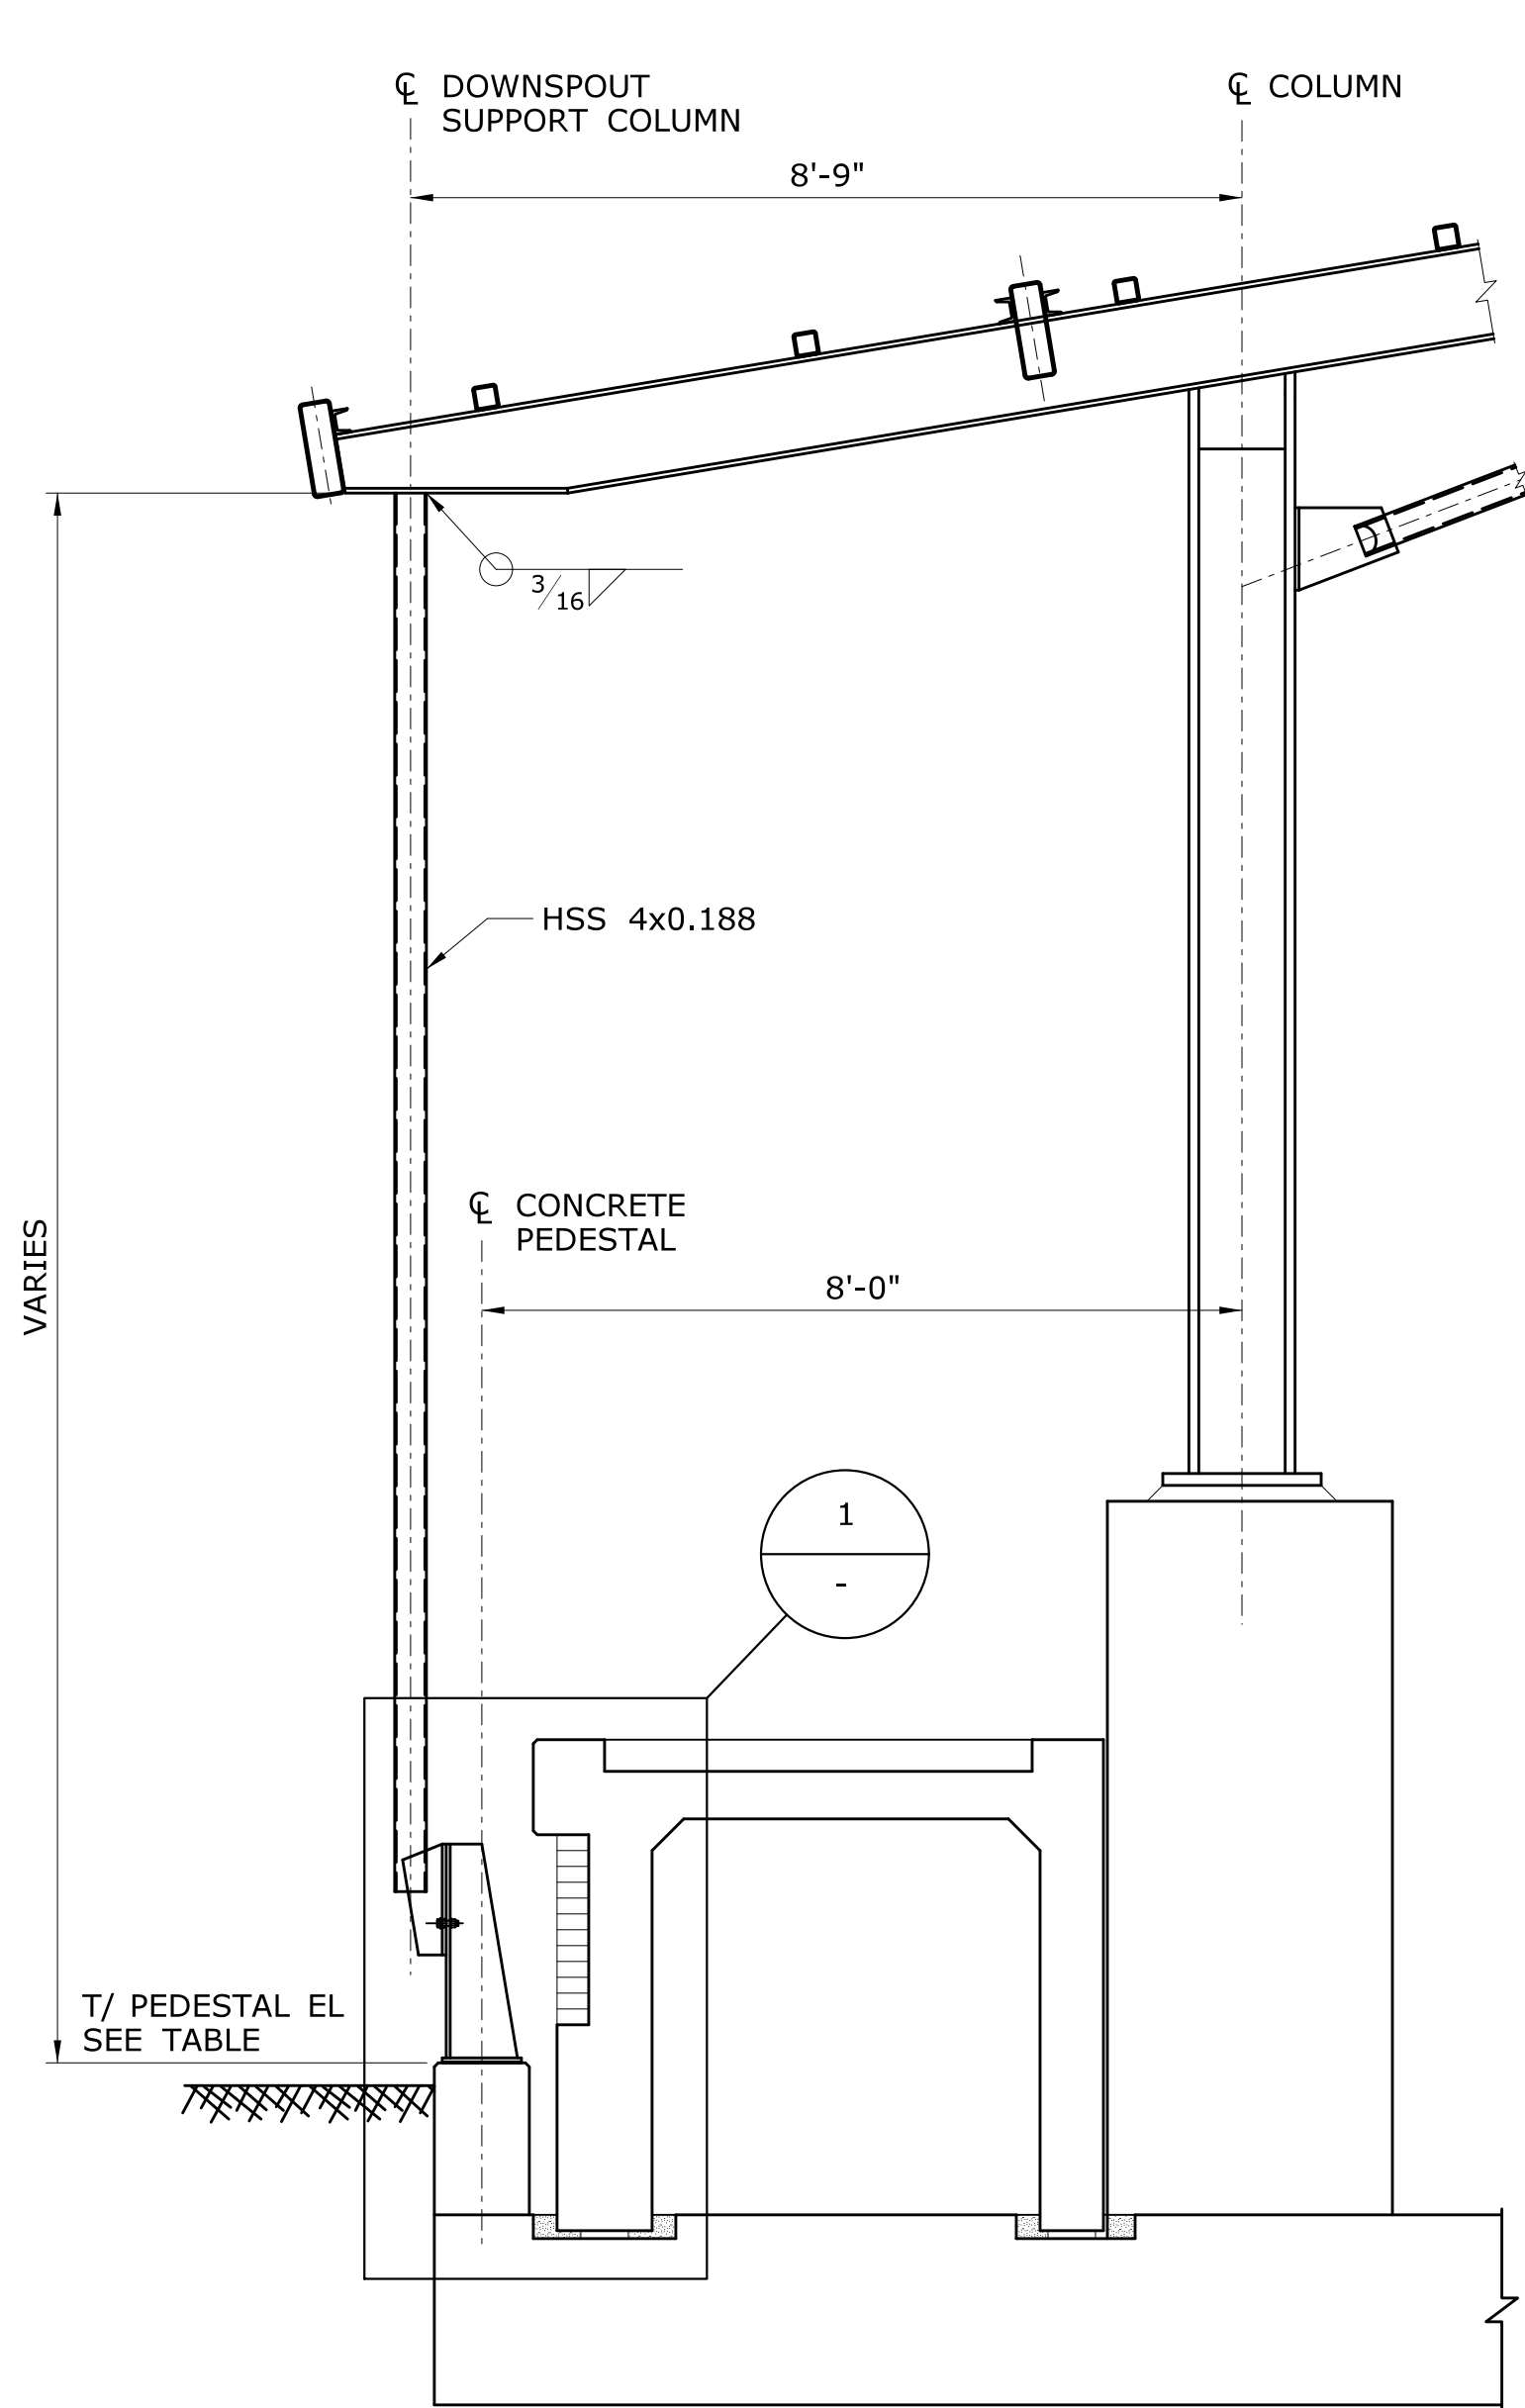 ℄ DOWNSPOUT
SUPPORT COLUMN
℄ COLUMN
8'-9"
3/16
HSS 4x0.188
℄ CONCRETE
PEDESTAL
8'-0"
VARIES
1
-
T/ PEDESTAL EL
SEE TABLE